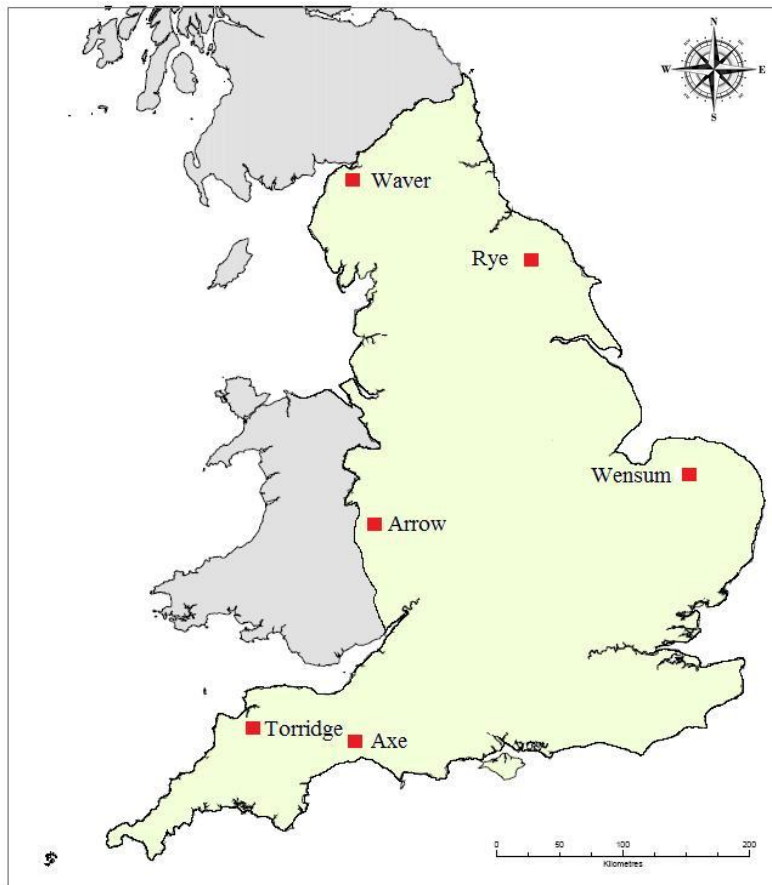 N
W E
S
Waver
Rye
Wensum
Arrow
Torridge
Axe
0 50 100 200
Kilometres